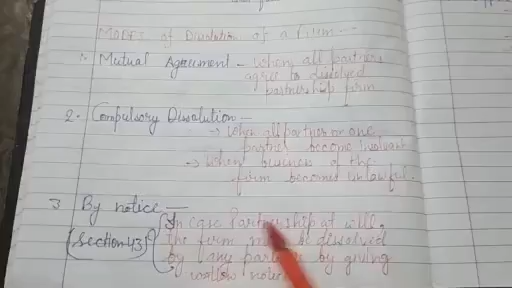 MODES of Dissolution of a Firm -
1. Mutual Agreement - When all partners
agree to dissolved
partnership firm
2. Compulsory Dissolution -
→ When all partner or one
partner become insolvent
→ When business of the
firm becomes unlawful.
3 By notice -
(Section 43) In case Partnership at will,
the firm may be dissolved
by any partner by giving
notice